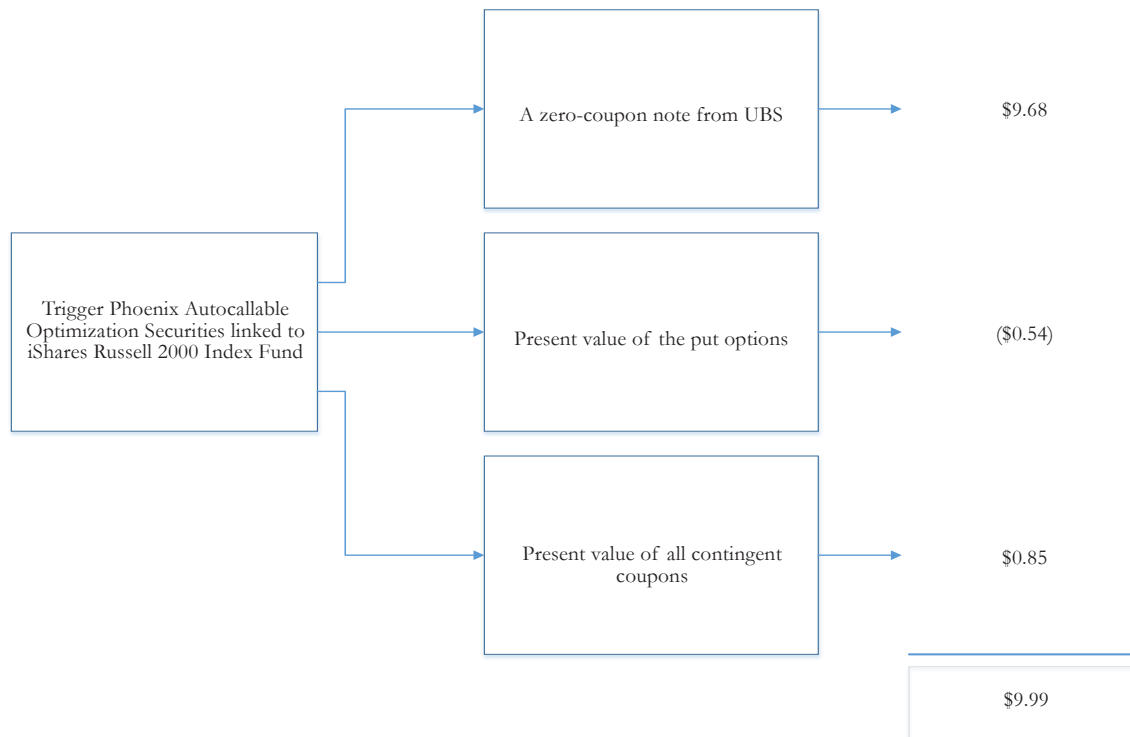 A zero-coupon note from UBS
$9.68
Trigger Phoenix Autocallable
Optimization Securities linked to
iShares Russell 2000 Index Fund
Present value of the put options
($0.54)
Present value of all contingent
coupons
$0.85
$9.99